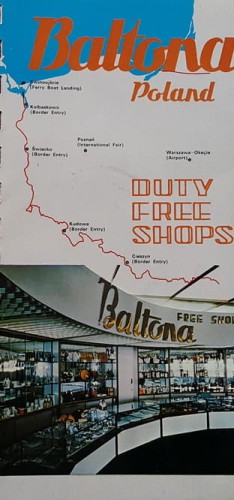 Baltona
Poland
Świnoujście
(Ferry Boat Landing)
Kołbaskowo
(Border Entry)
Poznań
(International Fair)
Świecko
(Border Entry)
Warszawa-Okęcie
(Airport)
DUTY
FREE
SHOPS
Kudowa
(Border Entry)
Cieszyn
(Border Entry)
Baltona FREE SHO